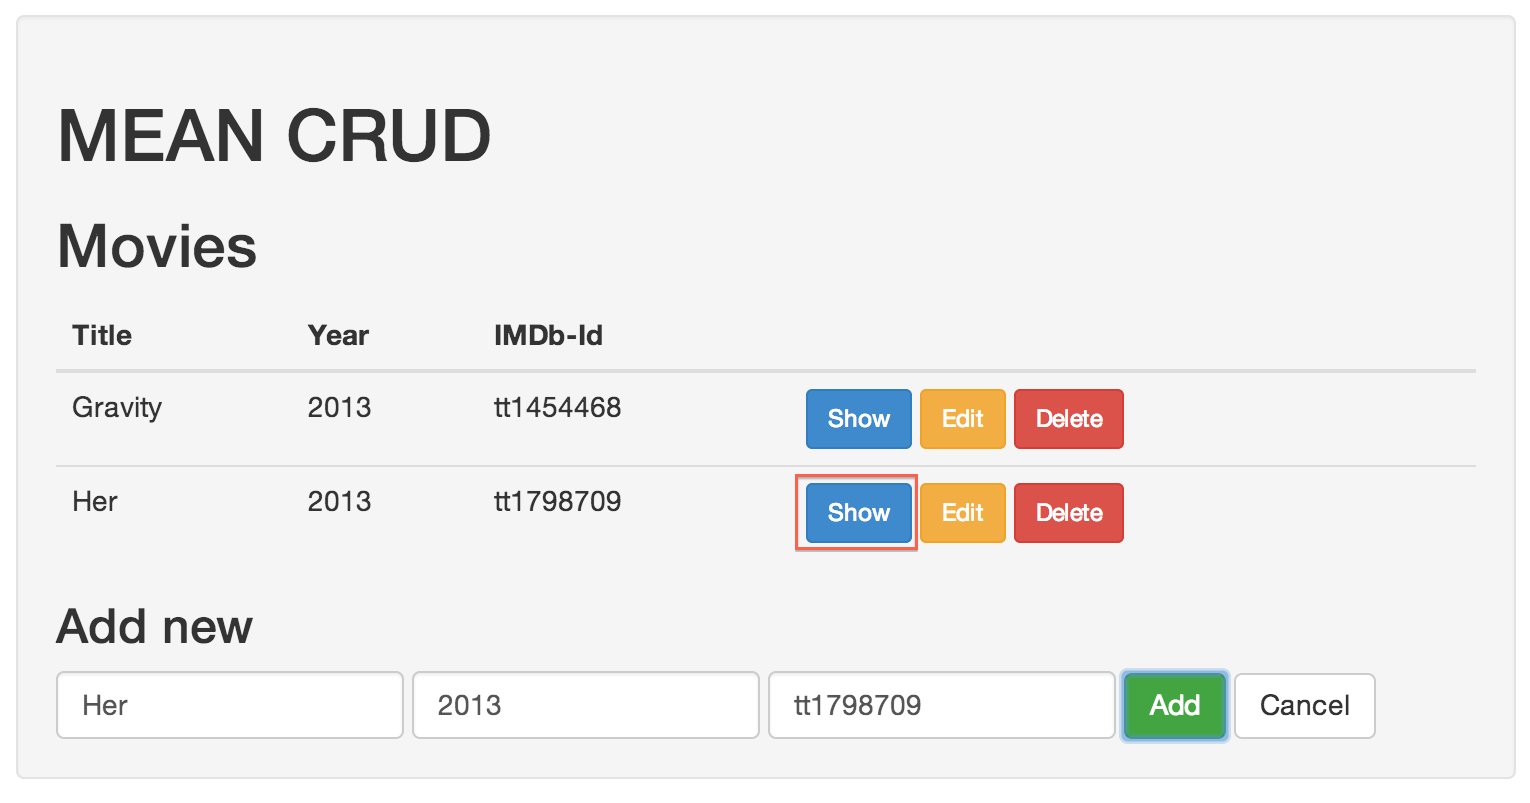 MEAN CRUD
Movies
Title Year IMDb-Id
Gravity 2013 tt1454468 Show Edit Delete
Her 2013 tt1798709 Show Edit Delete
Add new
Her 2013 tt1798709 Add Cancel